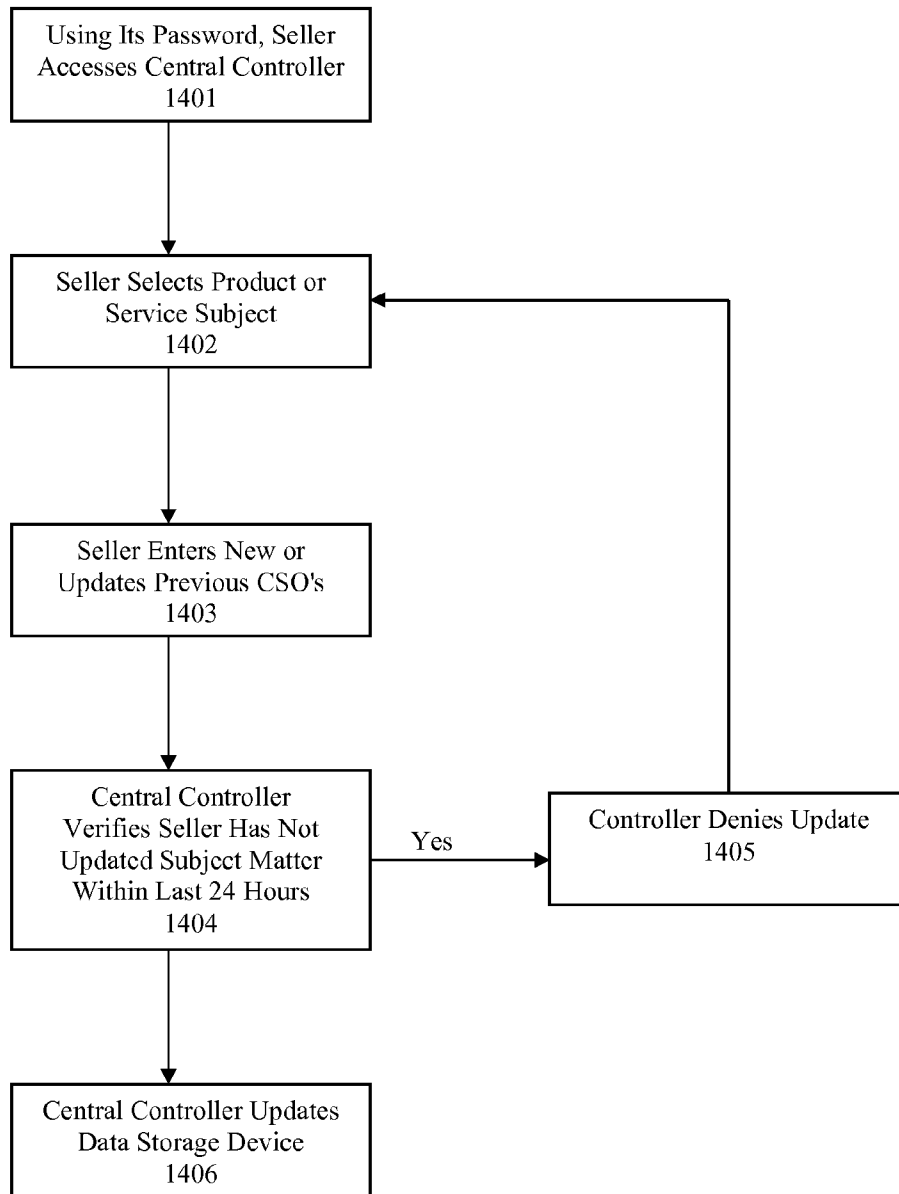 Using Its Password, Seller
Accesses Central Controller
1401
Seller Selects Product or
Service Subject
1402
Seller Enters New or
Updates Previous CSO's
1403
Central Controller
Verifies Seller Has Not
Updated Subject Matter
Within Last 24 Hours
1404
Yes
Controller Denies Update
1405
Central Controller Updates
Data Storage Device
1406